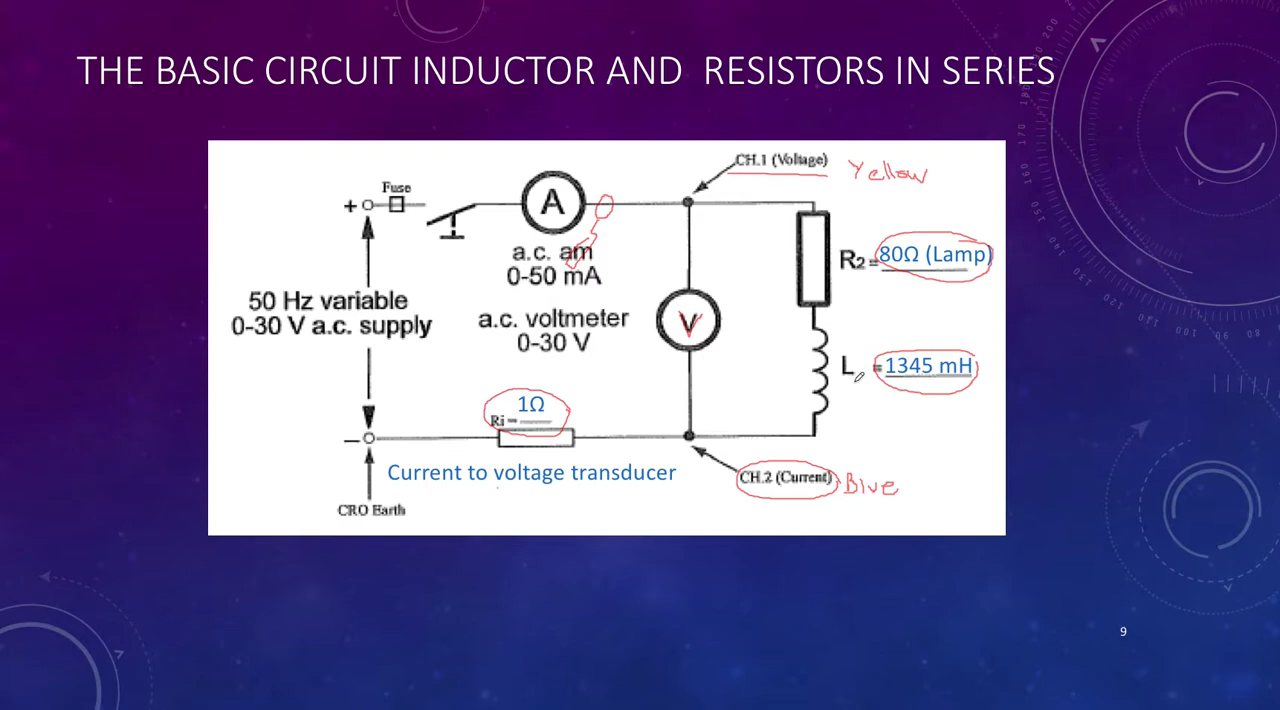 THE BASIC CIRCUIT INDUCTOR AND RESISTORS IN SERIES
CH.1 (Voltage)
Yellow
Fuse
+
A
a.c. am
0-50 mA
R2=80Ω (Lamp)
50 Hz variable
0-30 V a.c. supply
a.c. voltmeter
0-30 V
V
L =1345 mH
1Ω
Ri =
–
Current to voltage transducer
CH.2 (Current)
Blue
CRO Earth
9